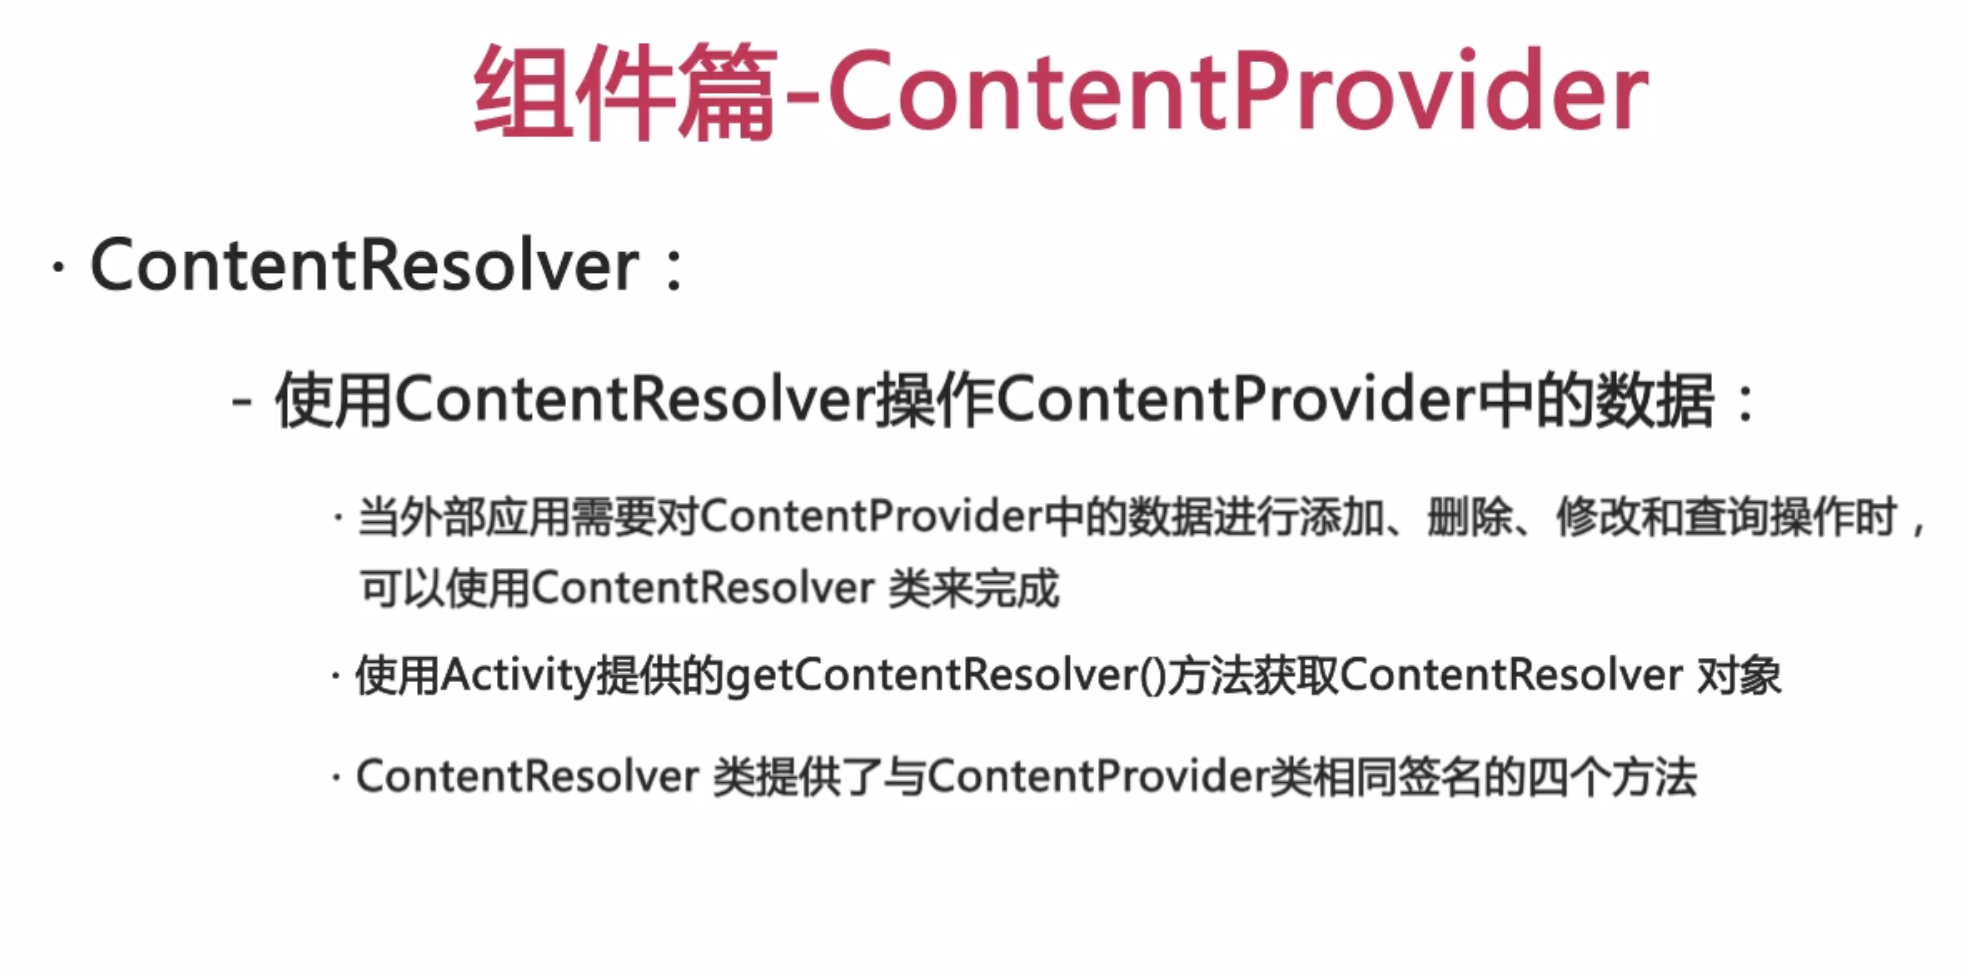 组件篇-ContentProvider
· ContentResolver：
- 使用ContentResolver操作ContentProvider中的数据：
· 当外部应用需要对ContentProvider中的数据进行添加、删除、修改和查询操作时，
可以使用ContentResolver 类来完成
· 使用Activity提供的getContentResolver()方法获取ContentResolver 对象
· ContentResolver 类提供了与ContentProvider类相同签名的四个方法